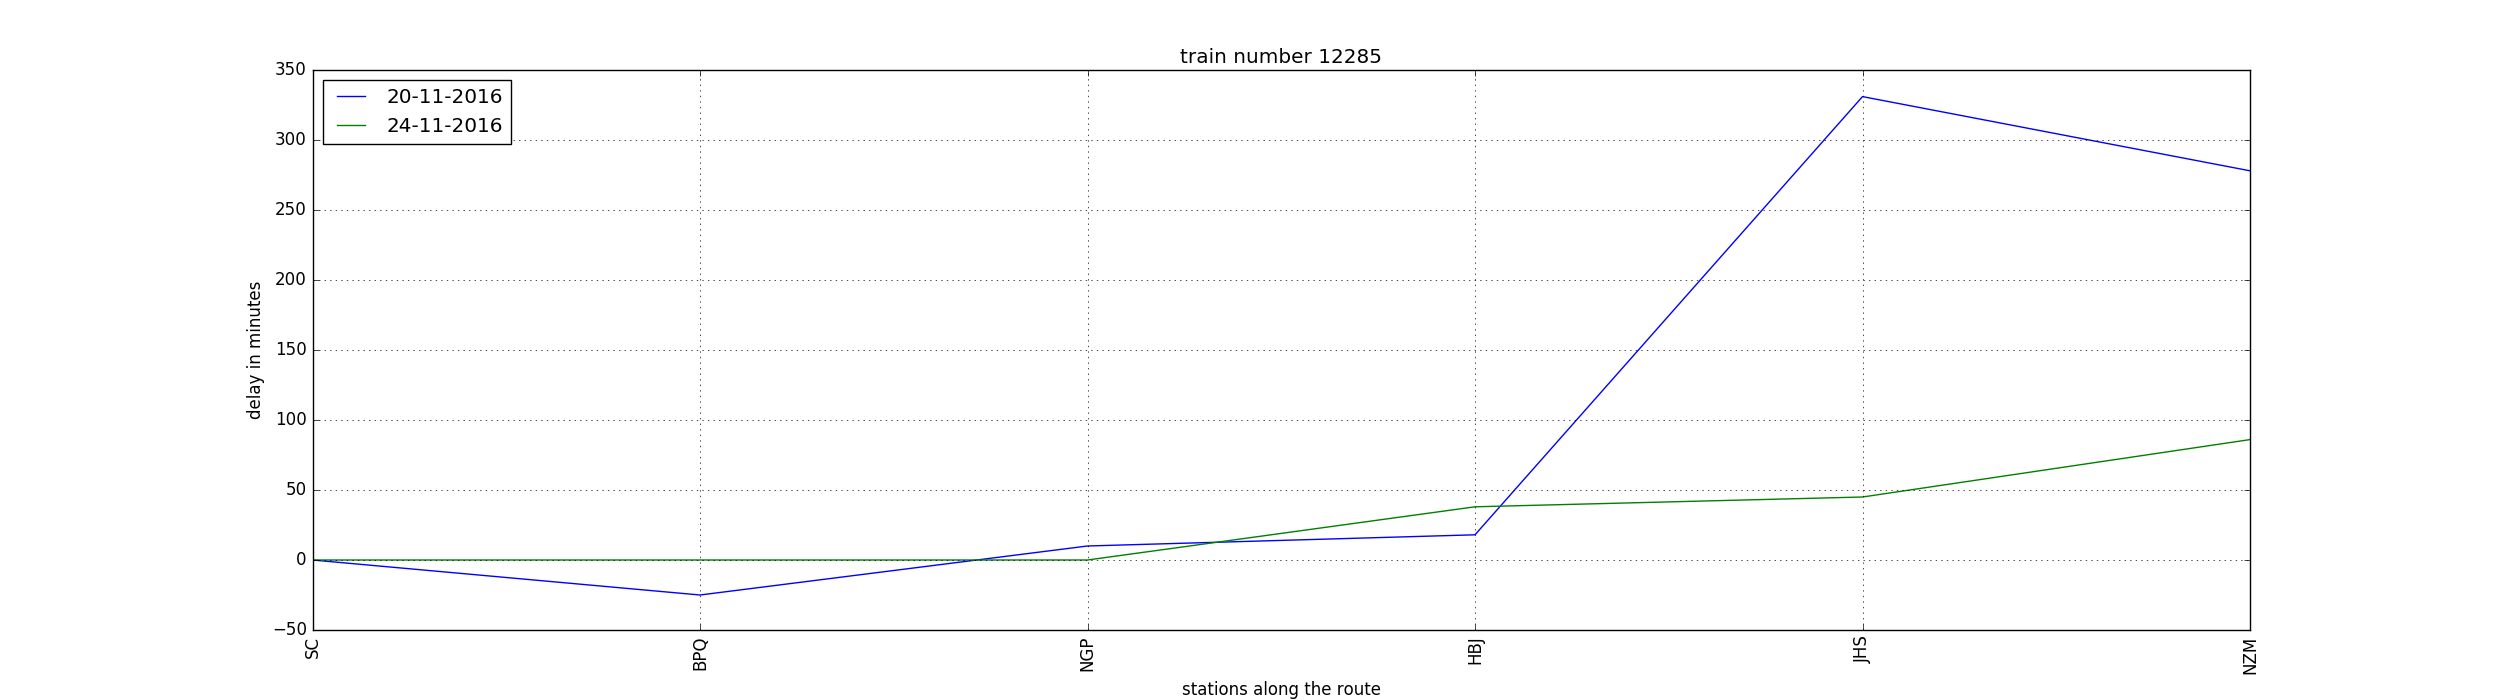 train number 12285
20-11-2016
24-11-2016
350
300
250
200
150
100
50
0
−50
delay in minutes
SC
BPQ
NGP
HBJ
JHS
NZM
stations along the route